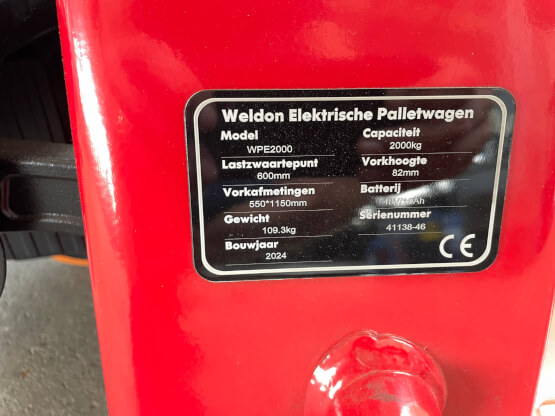 Weldon Elektrische Palletwagen
Model Capaciteit
WPE2000 2000kg
Lastzwaartepunt Vorkhoogte
600mm 82mm
Vorkafmetingen Batterij
550*1150mm
Gewicht Serienummer
109.3kg 41138-46
Bouwjaar
2024
CE